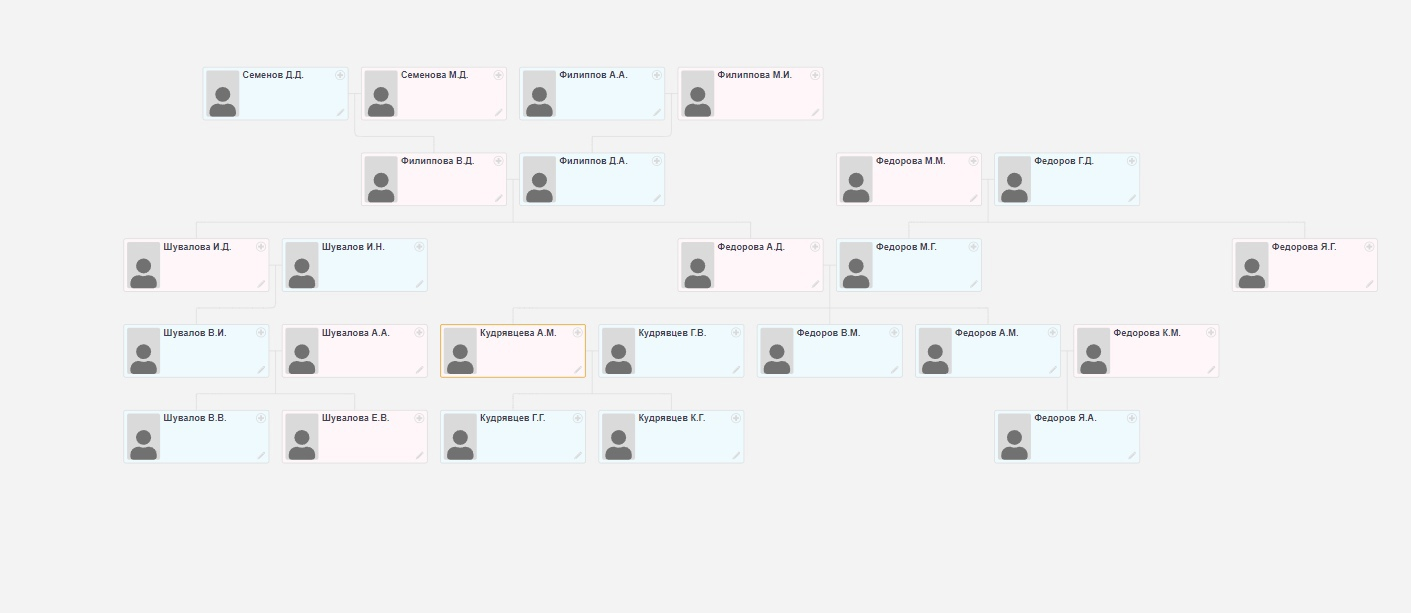 Семенов Д.Д.
Семенова М.Д.
Филиппов А.А.
Филиппова М.И.
Филиппова В.Д.
Филиппов Д.А.
Федорова М.М.
Федоров Г.Д.
Шувалова И.Д.
Шувалов И.Н.
Федорова А.Д.
Федоров М.Г.
Федорова Я.Г.
Шувалов В.И.
Шувалова А.А.
Кудрявцева А.М.
Кудрявцев Г.В.
Федоров В.М.
Федоров А.М.
Федорова К.М.
Шувалов В.В.
Шувалова Е.В.
Кудрявцев Г.Г.
Кудрявцев К.Г.
Федоров Я.А.